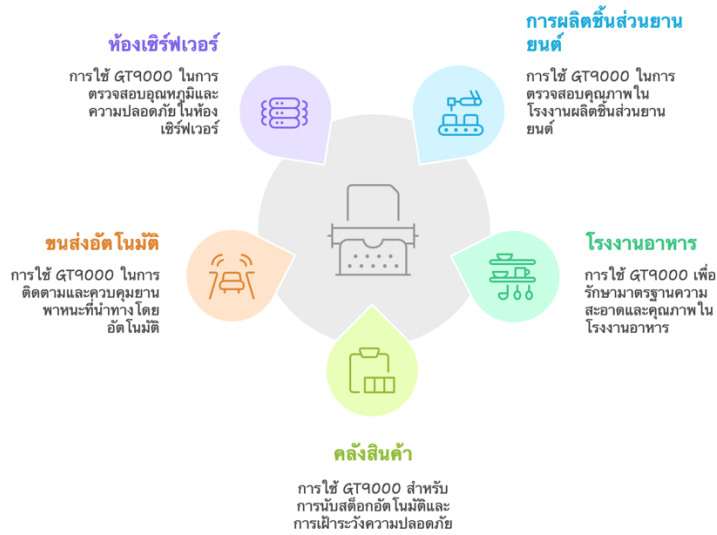 ห้องเซิร์ฟเวอร์
การใช้ GT9000 ในการ
ตรวจสอบอุณหภูมิและ
ความปลอดภัยในห้อง
เซิร์ฟเวอร์
การผลิตชิ้นส่วนยาน
ยนต์
การใช้ GT9000 ในการ
ตรวจสอบคุณภาพใน
โรงงานผลิตชิ้นส่วนยาน
ยนต์
ขนส่งอัตโนมัติ
การใช้ GT9000 ในการ
ติดตามและควบคุมยาน
พาหนะที่นำทางโดย
อัตโนมัติ
โรงงานอาหาร
การใช้ GT9000 เพื่อ
รักษามาตรฐานความ
สะอาดและคุณภาพใน
โรงงานอาหาร
คลังสินค้า
การใช้ GT9000 สำหรับ
การนับสต็อกอัตโนมัติและ
การเฝ้าระวังความปลอดภัย